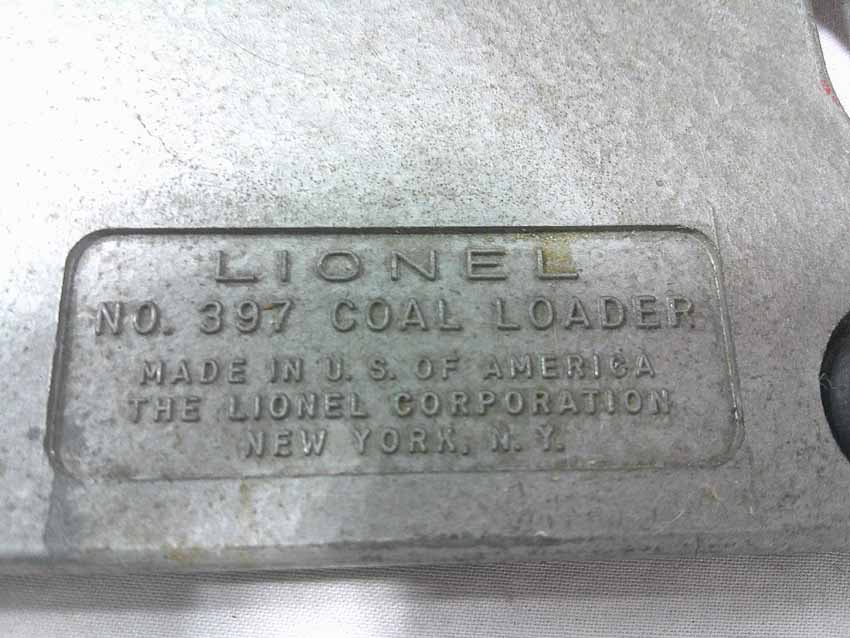 LIONEL
NO. 397 COAL LOADER
MADE IN U. S. OF AMERICA
THE LIONEL CORPORATION
NEW YORK, N. Y.